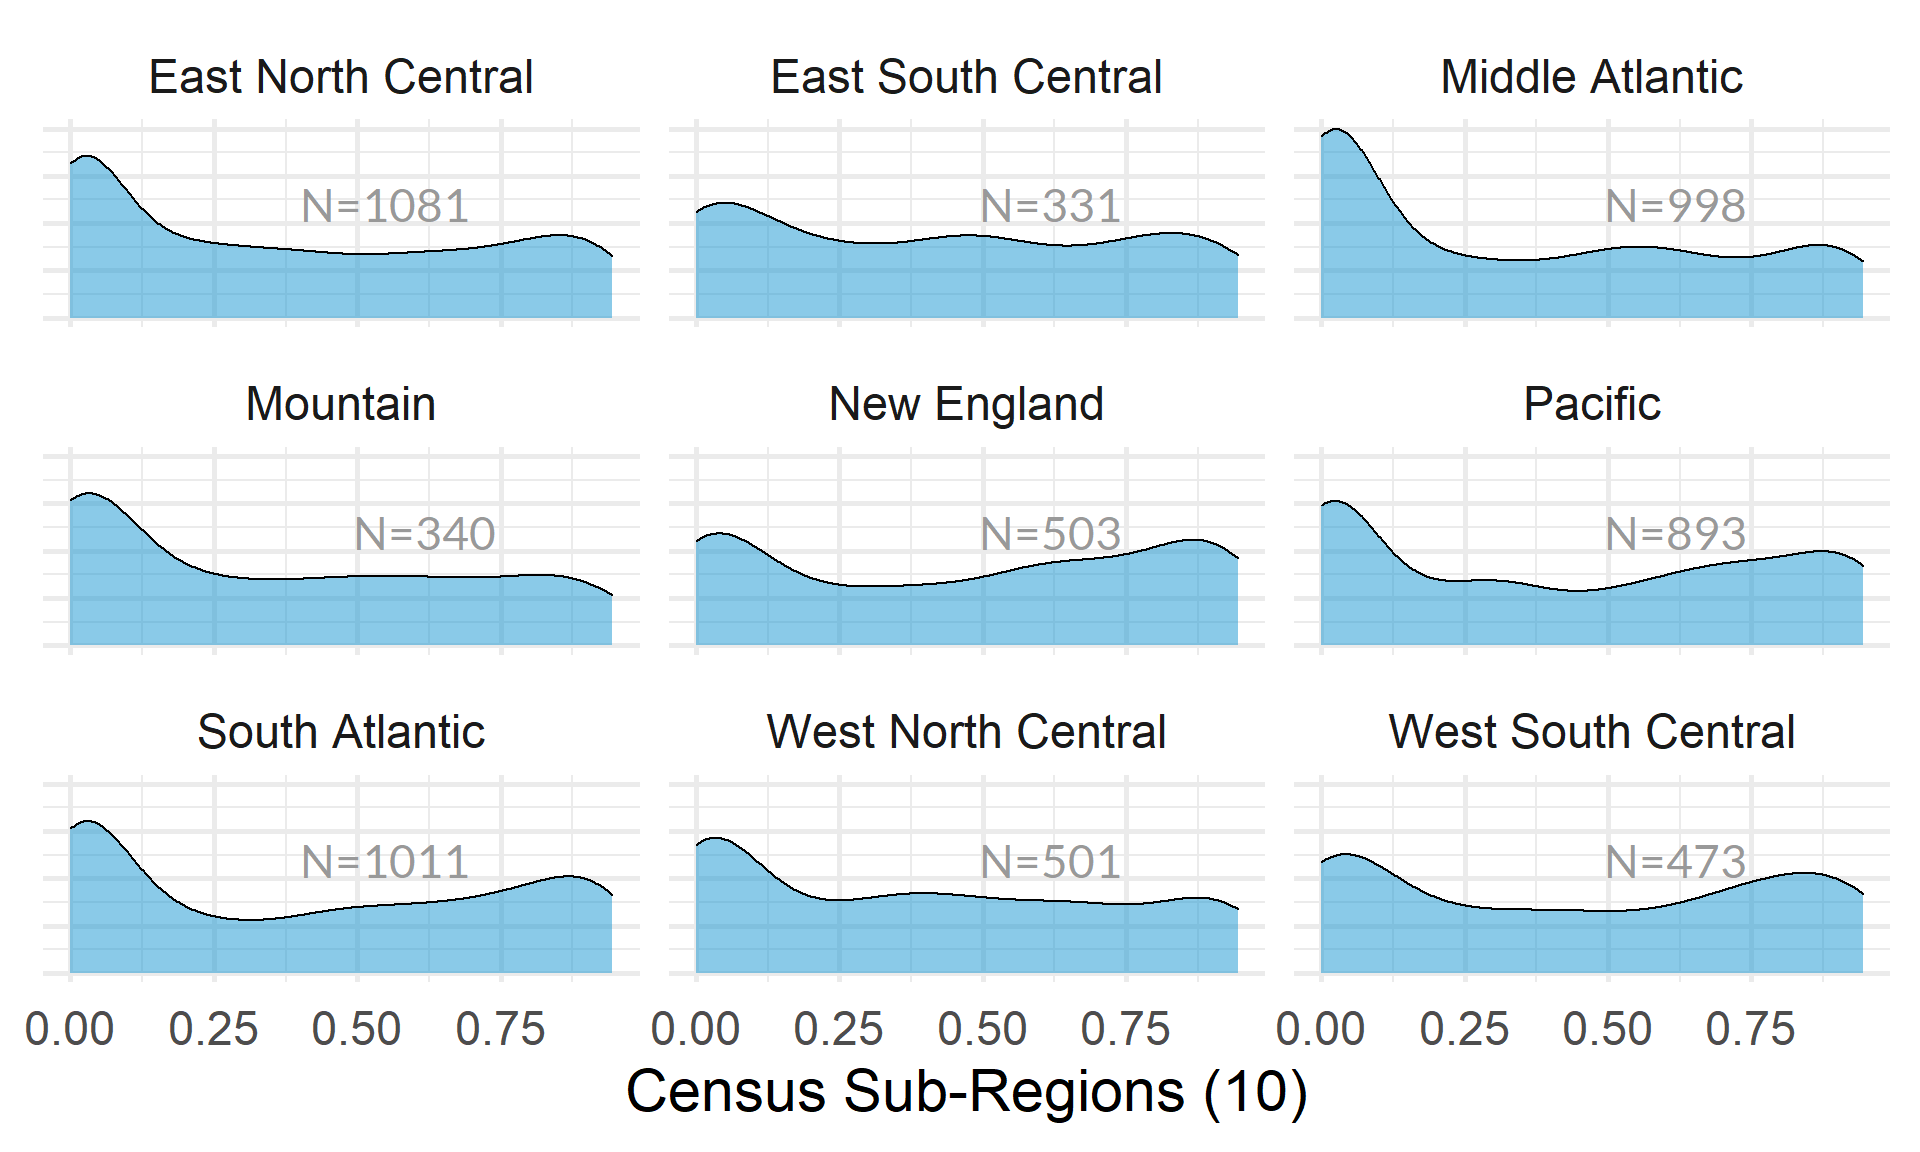 East North Central
East South Central
Middle Atlantic
N=1081
N=331
N=998
Mountain
New England
Pacific
N=340
N=503
N=893
South Atlantic
West North Central
West South Central
N=1011
N=501
N=473
0.00 0.25 0.50 0.75
0.00 0.25 0.50 0.75
0.00 0.25 0.50 0.75
Census Sub-Regions (10)